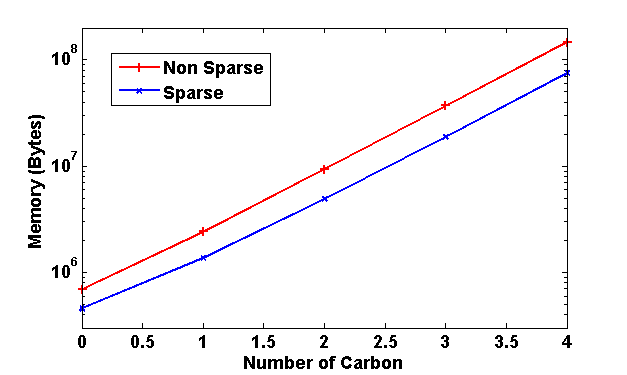 10^8
10^7
10^6
Memory (Bytes)
Non Sparse
Sparse
0 0.5 1 1.5 2 2.5 3 3.5 4
Number of Carbon